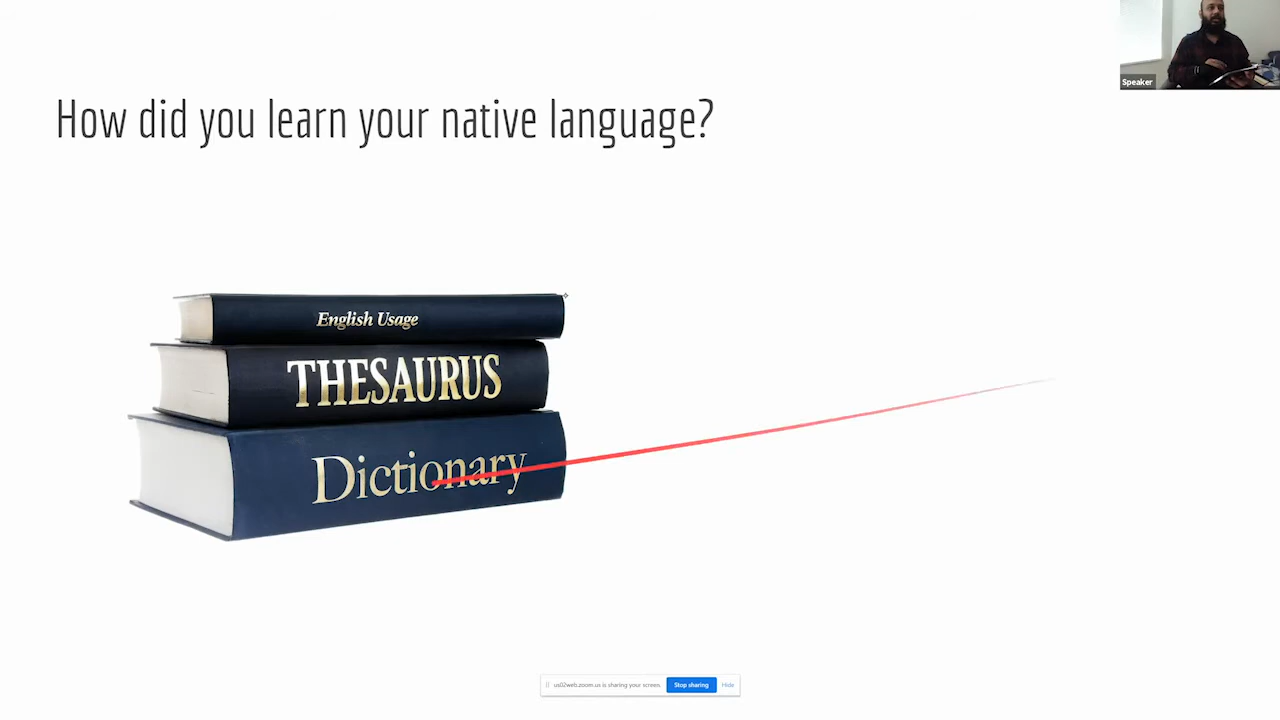 Speaker
How did you learn your native language?
English Usage
THESAURUS
Dictionary
us02web.zoom.us is sharing your screen. Stop sharing Hide